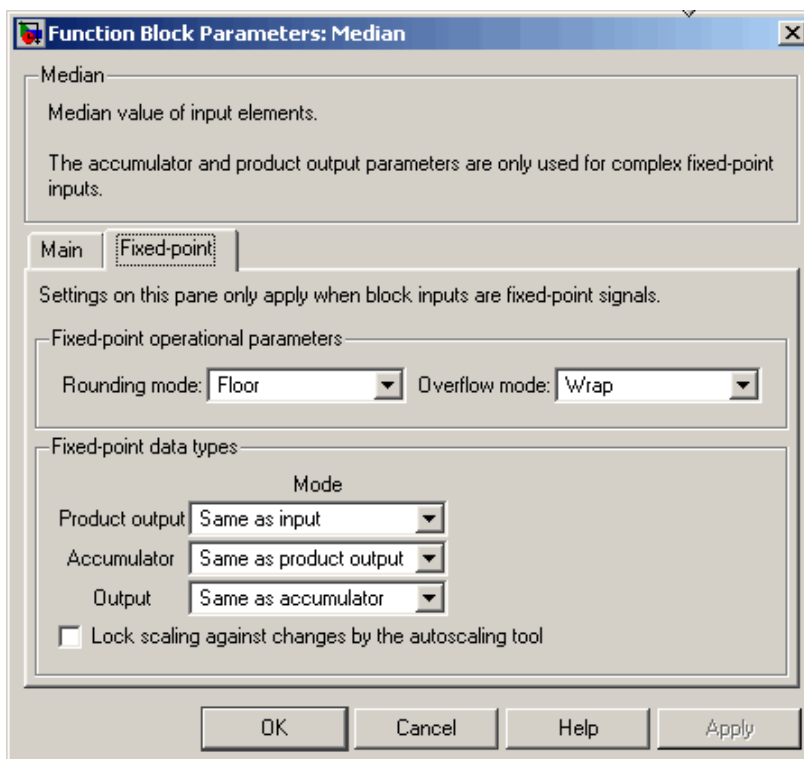 Function Block Parameters: Median
Median
Median value of input elements.
The accumulator and product output parameters are only used for complex fixed-point
inputs.
Main Fixed-point
Settings on this pane only apply when block inputs are fixed-point signals.
Fixed-point operational parameters
Rounding mode: Floor Overflow mode: Wrap
Fixed-point data types
Mode
Product output Same as input
Accumulator Same as product output
Output Same as accumulator
Lock scaling against changes by the autoscaling tool
OK Cancel Help Apply